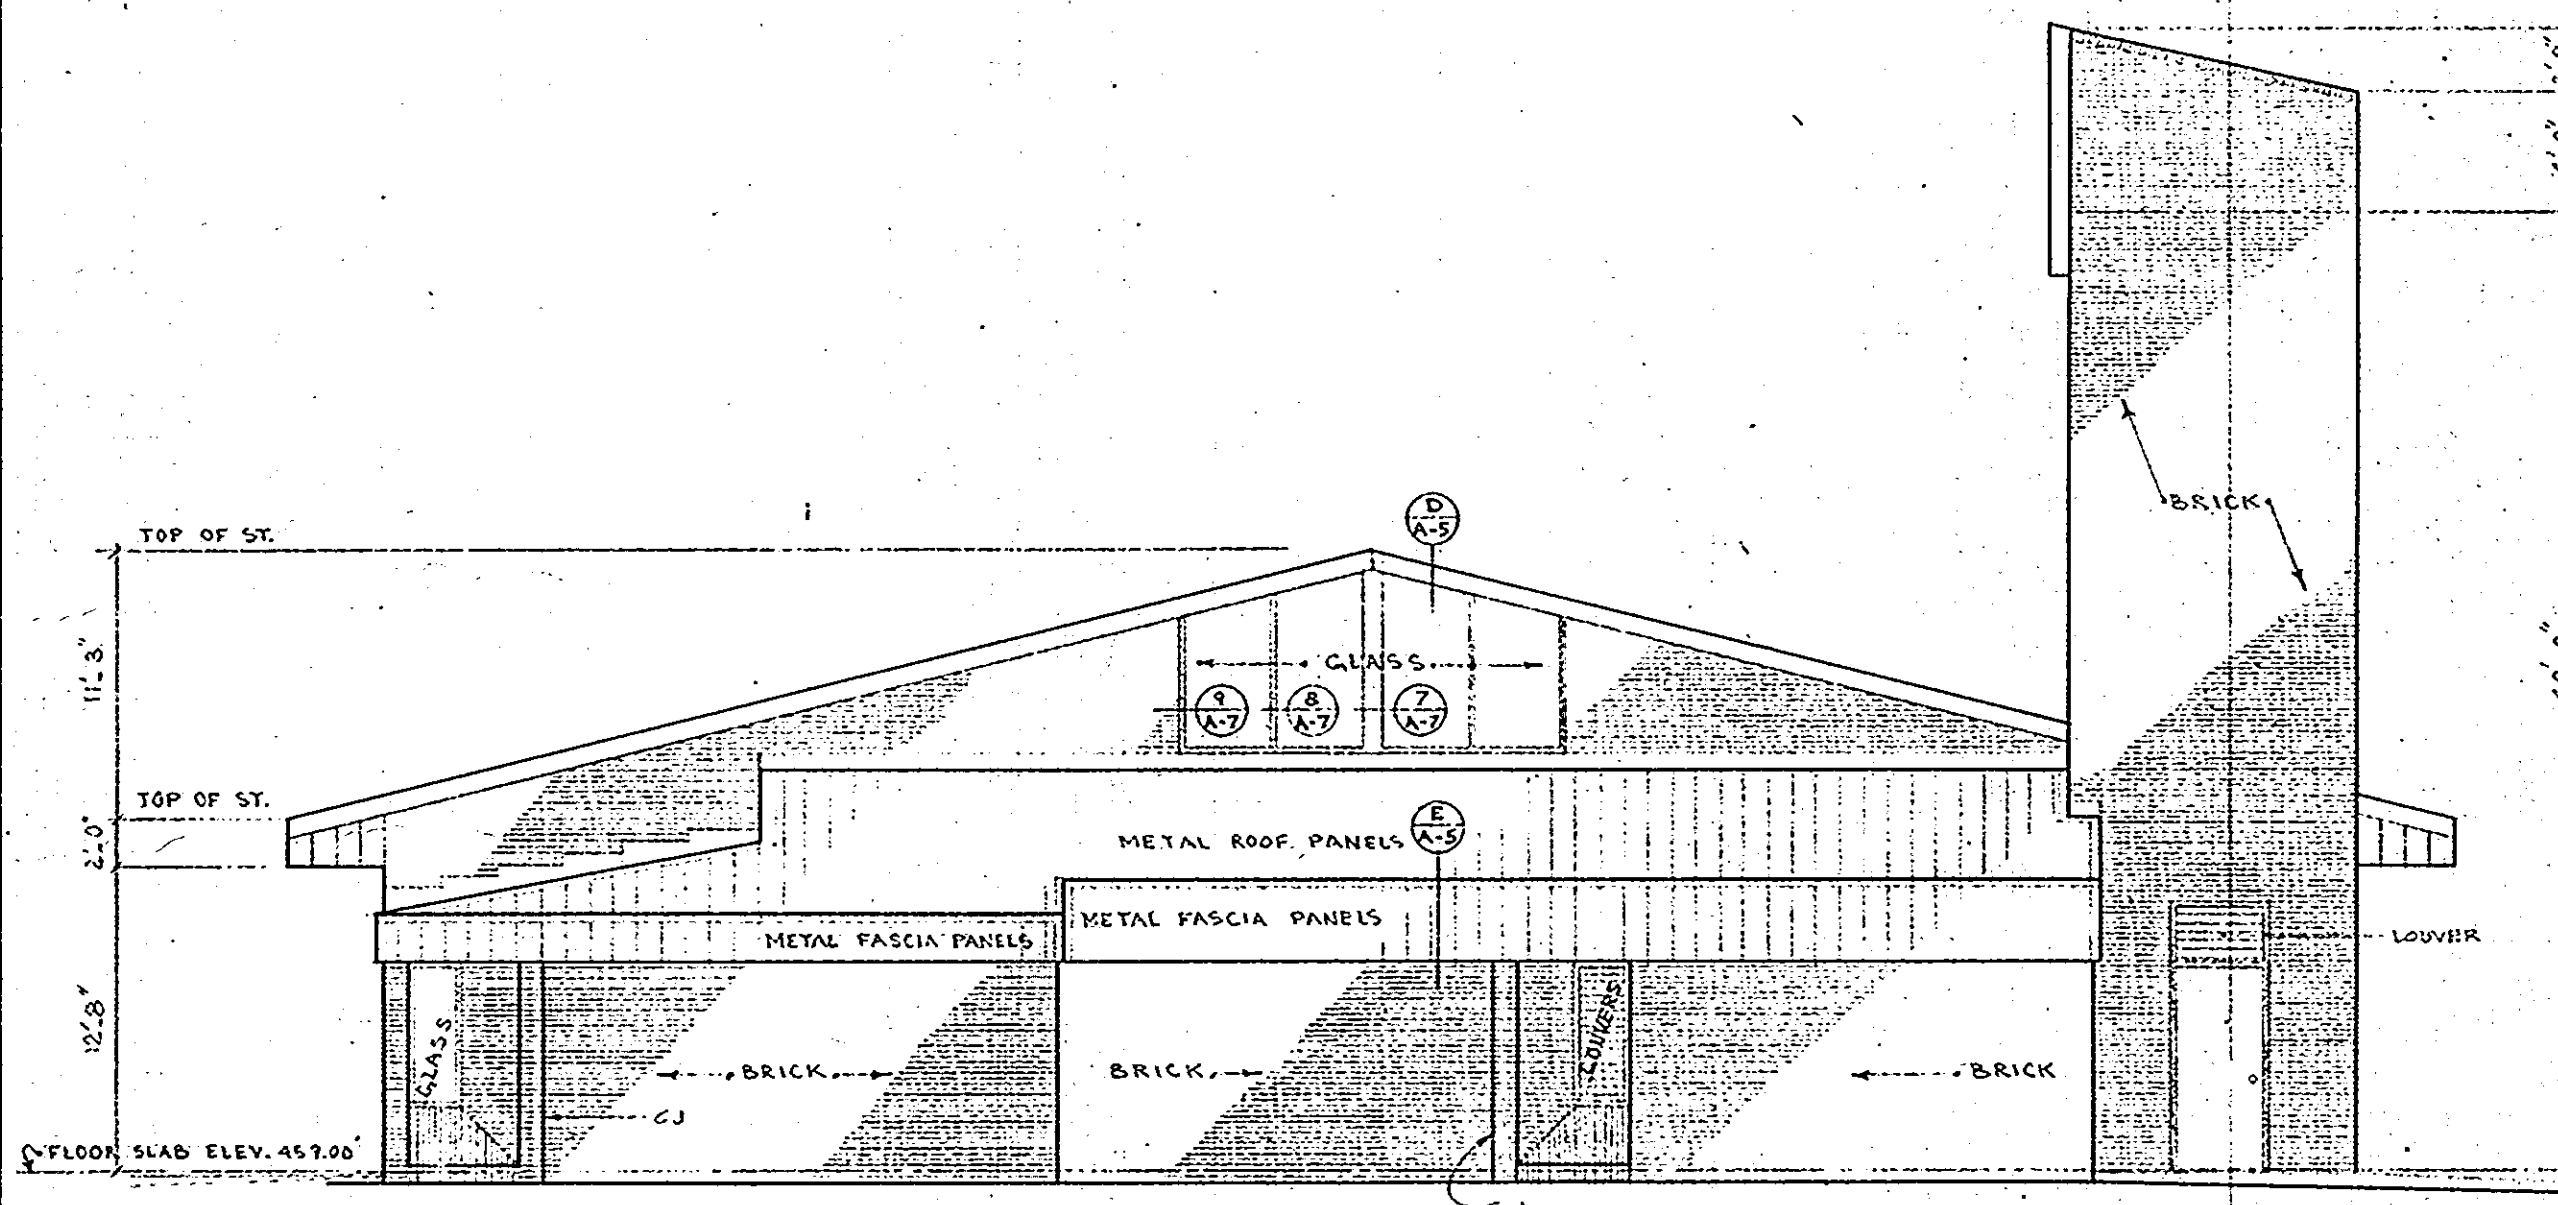 D
A-5
BRICK
TOP OF ST.
11'-3"
GLASS
9
A-7
8
A-7
7
A-7
TOP OF ST.
2'-0"
METAL ROOF PANELS
E
A-5
METAL FASCIA PANELS
METAL FASCIA PANELS
LOUVER
12'-8"
GLASS
LOUVERS
BRICK
BRICK
BRICK
CJ
FLOOR SLAB ELEV. 457.00'